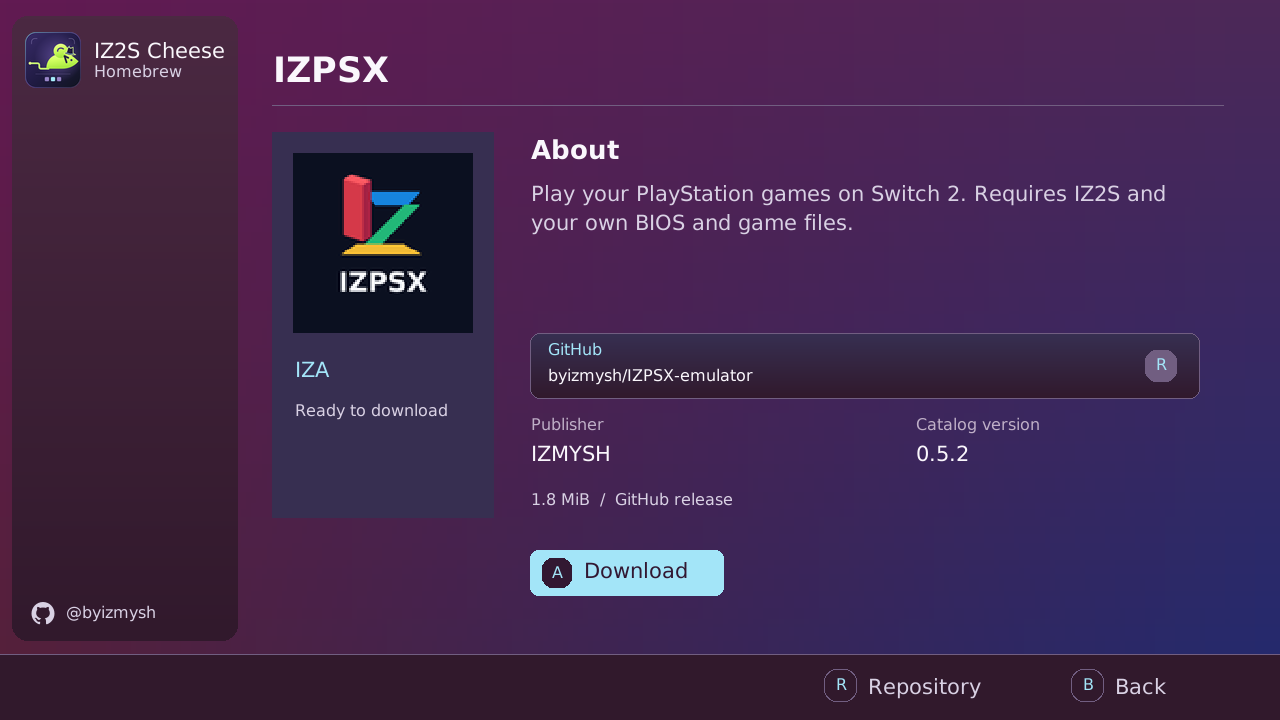 IZ2S Cheese
Homebrew
IZPSX
IZPSX
IZA
Ready to download
About
Play your PlayStation games on Switch 2. Requires IZ2S and
your own BIOS and game files.
GitHub
byizmysh/IZPSX-emulator
R
Publisher
IZMYSH
Catalog version
0.5.2
1.8 MiB / GitHub release
A Download
@byizmysh
R Repository
B Back